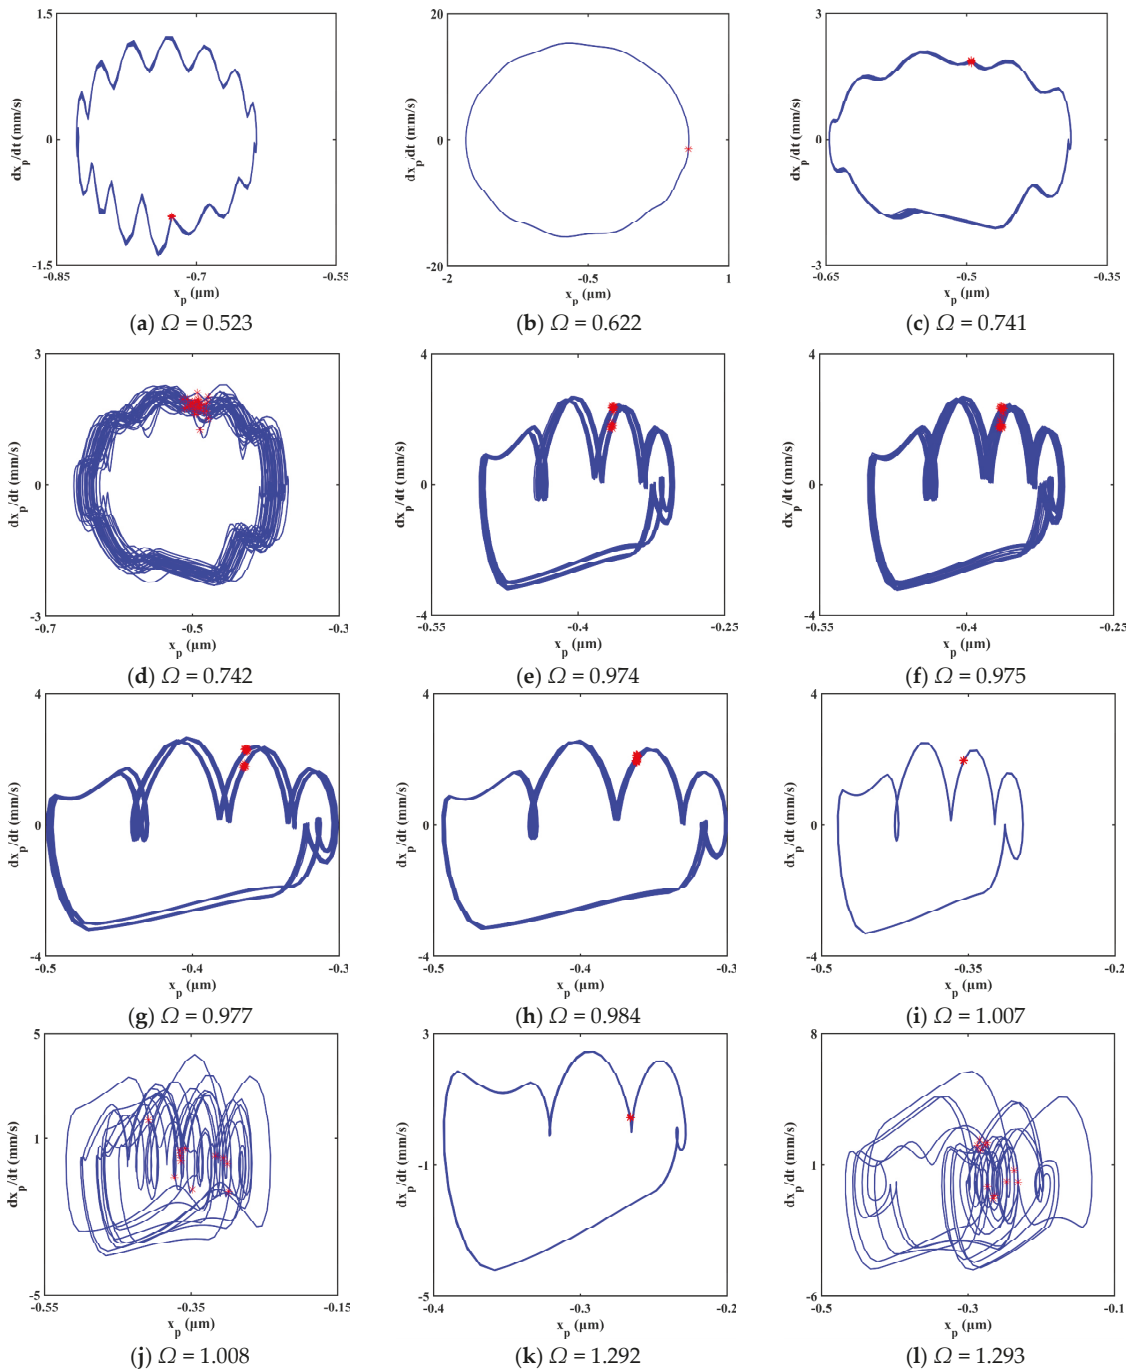 1.5
0
-1.5
-0.85
-0.7
-0.55
dx_p/dt (mm/s)
x_p (µm)
(a) Ω = 0.523
20
0
-20
-2
-0.5
1
dx_p/dt (mm/s)
x_p (µm)
(b) Ω = 0.622
3
0
-3
-0.65
-0.5
-0.35
dx_p/dt (mm/s)
x_p (µm)
(c) Ω = 0.741
3
0
-3
-0.7
-0.5
-0.3
dx_p/dt (mm/s)
x_p (µm)
(d) Ω = 0.742
4
0
-4
-0.55
-0.4
-0.25
dx_p/dt (mm/s)
x_p (µm)
(e) Ω = 0.974
4
0
-4
-0.55
-0.4
-0.25
dx_p/dt (mm/s)
x_p (µm)
(f) Ω = 0.975
4
0
-4
-0.5
-0.4
-0.3
dx_p/dt (mm/s)
x_p (µm)
(g) Ω = 0.977
4
0
-4
-0.5
-0.4
-0.3
dx_p/dt (mm/s)
x_p (µm)
(h) Ω = 0.984
4
0
-4
-0.5
-0.35
-0.2
dx_p/dt (mm/s)
x_p (µm)
(i) Ω = 1.007
5
1
-5
-0.55
-0.35
-0.15
dx_p/dt (mm/s)
x_p (µm)
(j) Ω = 1.008
3
-1
-5
-0.4
-0.3
-0.2
dx_p/dt (mm/s)
x_p (µm)
(k) Ω = 1.292
8
1
-6
-0.5
-0.3
-0.1
dx_p/dt (mm/s)
x_p (µm)
(l) Ω = 1.293